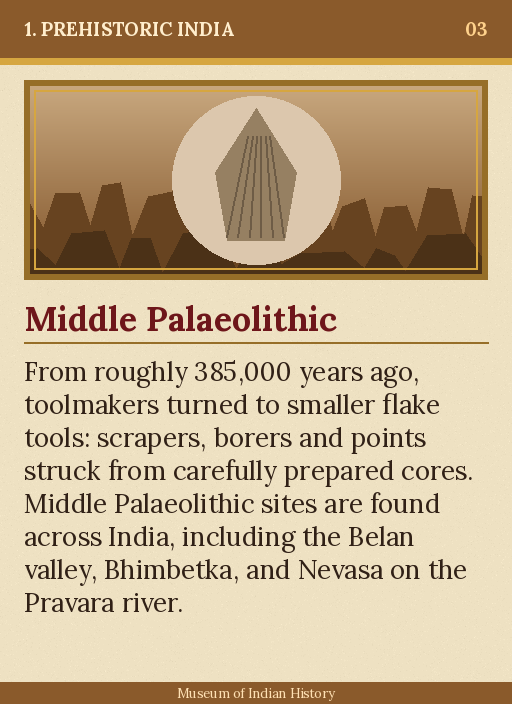 1. PREHISTORIC INDIA
03
Middle Palaeolithic
From roughly 385,000 years ago,
toolmakers turned to smaller flake
tools: scrapers, borers and points
struck from carefully prepared cores.
Middle Palaeolithic sites are found
across India, including the Belan
valley, Bhimbetka, and Nevasa on the
Pravara river.
Museum of Indian History